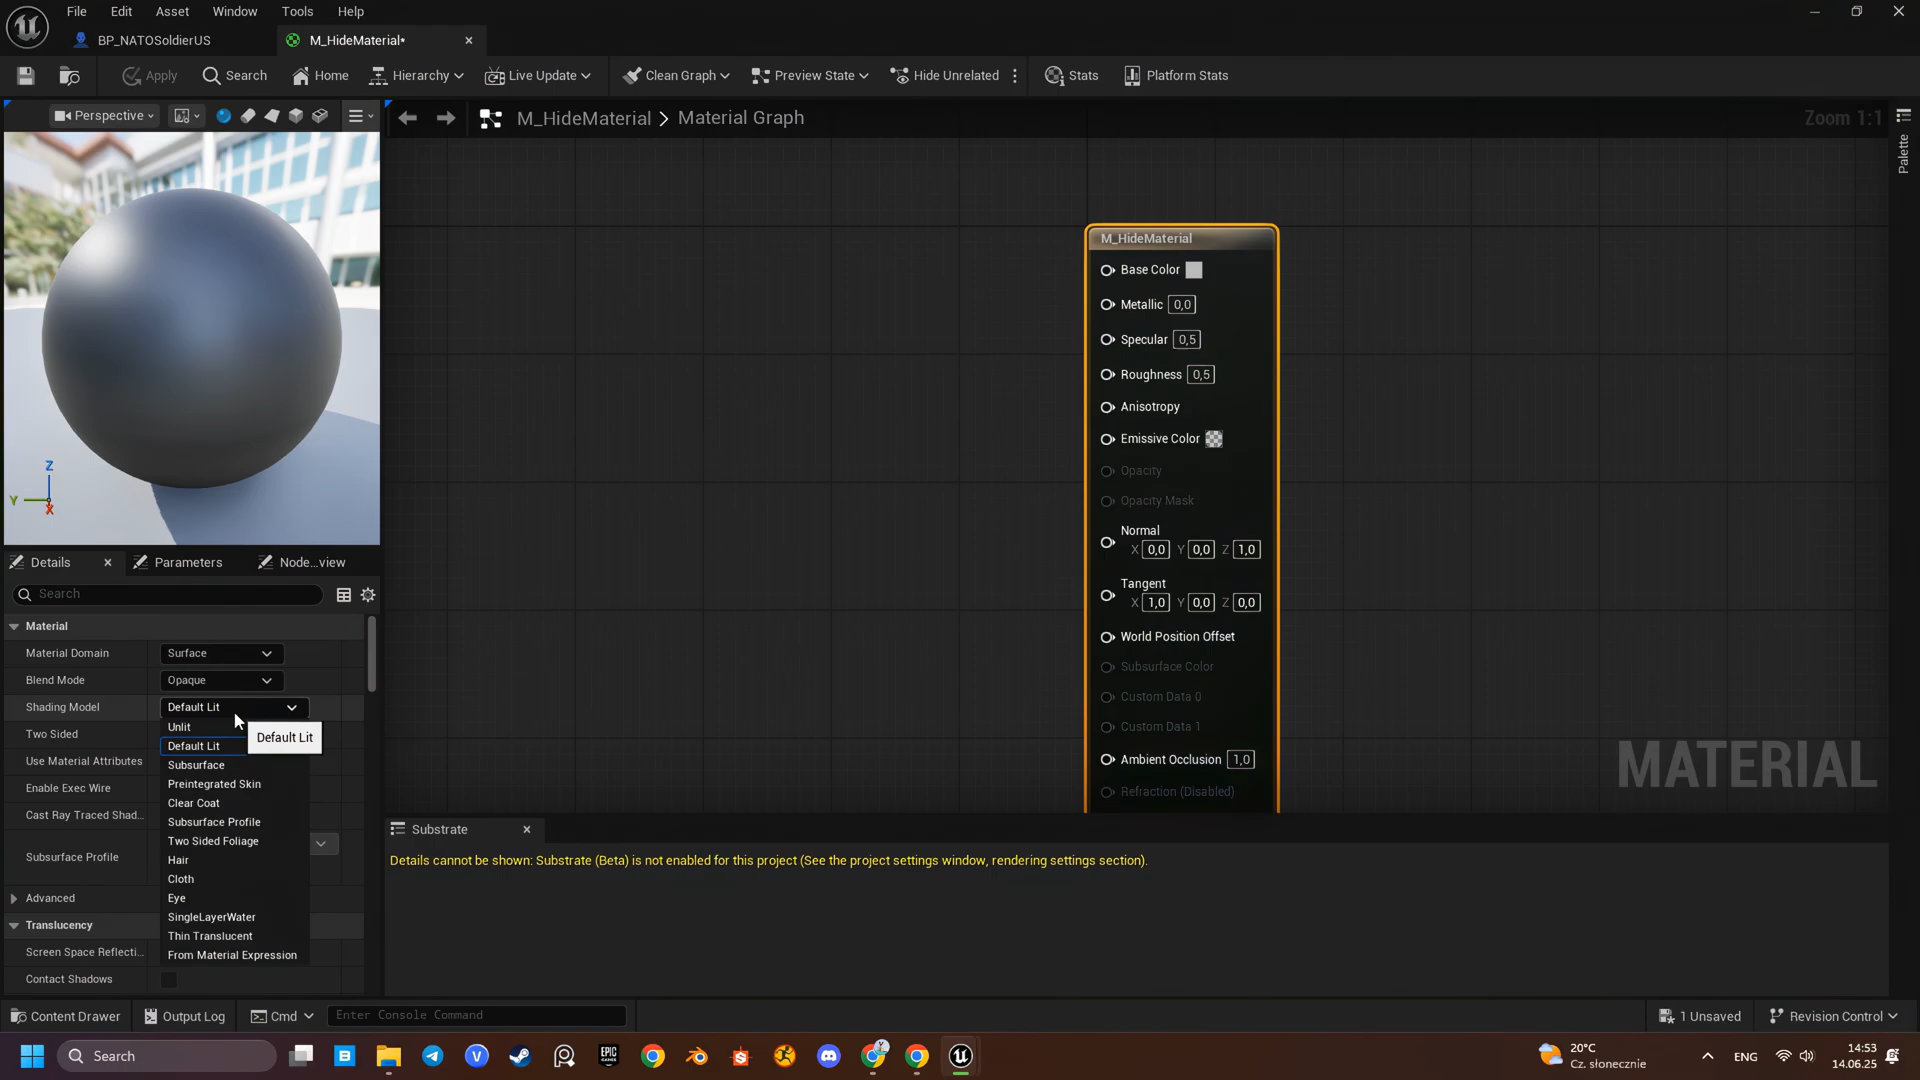 File Edit Asset Window Tools Help
BP_NATOSoldierUS
M_HideMaterial*
Apply Search Home Hierarchy Live Update Clean Graph Preview State Hide Unrelated Stats Platform Stats
Perspective
M_HideMaterial > Material Graph
Zoom 1:1
Palette
M_HideMaterial
Base Color
Metallic 0,0
Specular 0,5
Roughness 0,5
Anisotropy
Emissive Color
Opacity
Opacity Mask
Normal
X 0,0 Y 0,0 Z 1,0
Tangent
X 1,0 Y 0,0 Z 0,0
World Position Offset
Subsurface Color
Custom Data 0
Custom Data 1
Ambient Occlusion 1,0
Refraction (Disabled)
MATERIAL
Z
Y
X
Details Parameters Node...view
Search
Material
Material Domain Surface
Blend Mode Opaque
Shading Model Default Lit
Two Sided
Use Material Attributes
Enable Exec Wire
Cast Ray Traced Shad...
Subsurface Profile
Advanced
Translucency
Screen Space Reflecti...
Contact Shadows
Unlit
Default Lit
Subsurface
Preintegrated Skin
Clear Coat
Subsurface Profile
Two Sided Foliage
Hair
Cloth
Eye
SingleLayerWater
Thin Translucent
From Material Expression
Default Lit
Substrate
Details cannot be shown: Substrate (Beta) is not enabled for this project (See the project settings window, rendering settings section).
Content Drawer Output Log Cmd Enter Console Command 1 Unsaved Revision Control
Search
EPIC GAMES
20°C
Cz. słonecznie
ENG
14:53
14.06.25